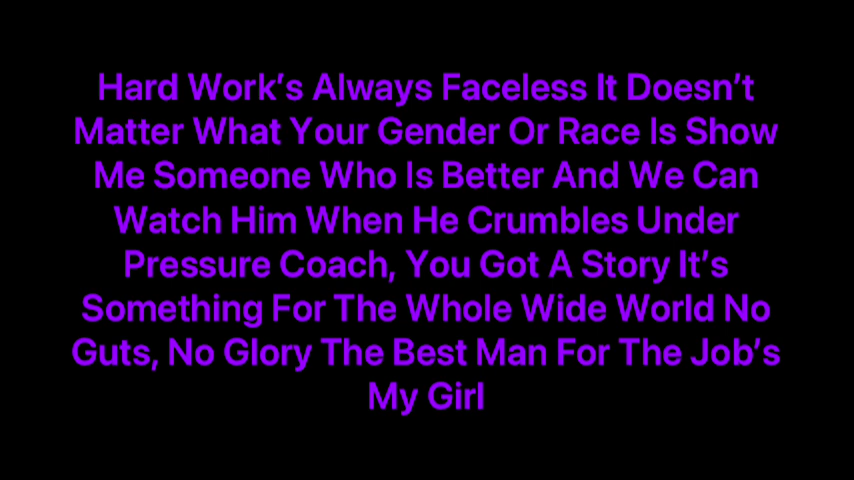 Hard Work’s Always Faceless It Doesn’t
Matter What Your Gender Or Race Is Show
Me Someone Who Is Better And We Can
Watch Him When He Crumbles Under
Pressure Coach, You Got A Story It’s
Something For The Whole Wide World No
Guts, No Glory The Best Man For The Job’s
My Girl